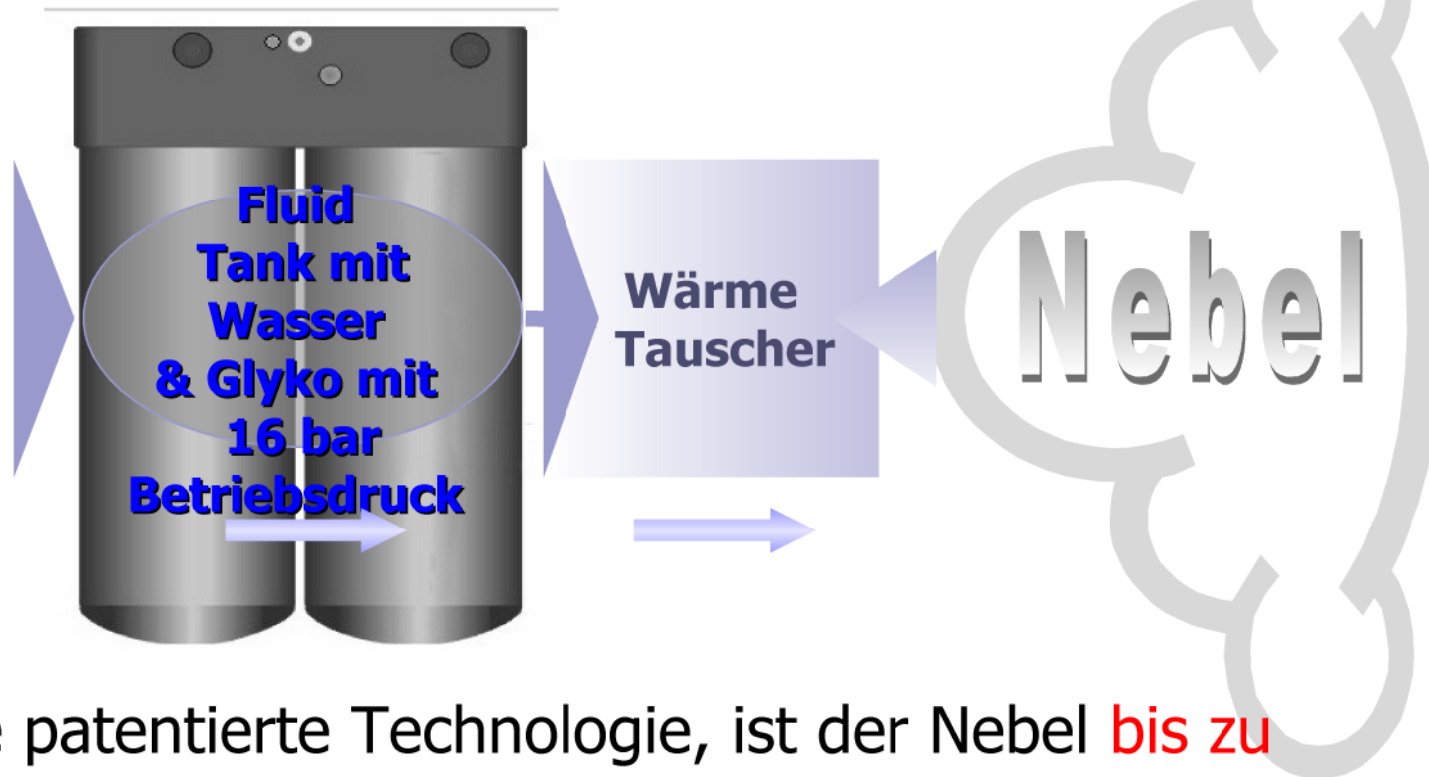 Fluid
Tank mit
Wasser
& Glyko mit
16 bar
Betriebsdruck
Wärme
Tauscher
Nebel
e patentierte Technologie, ist der Nebel bis zu